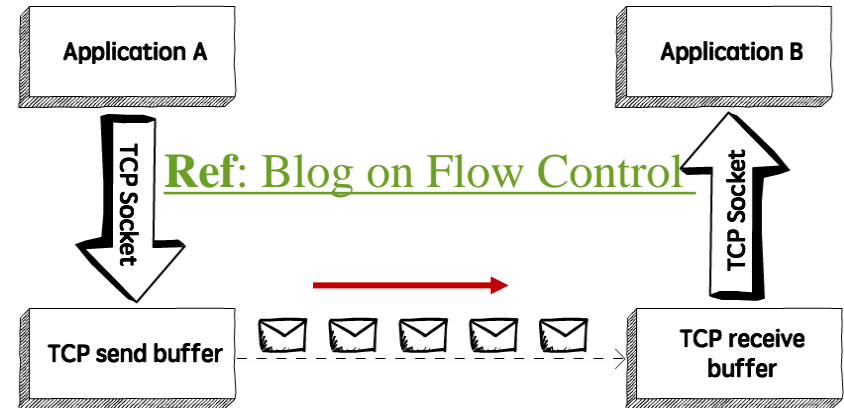 Application A
Application B
TCP Socket
Ref: Blog on Flow Control
TCP Socket
TCP send buffer
TCP receive
buffer